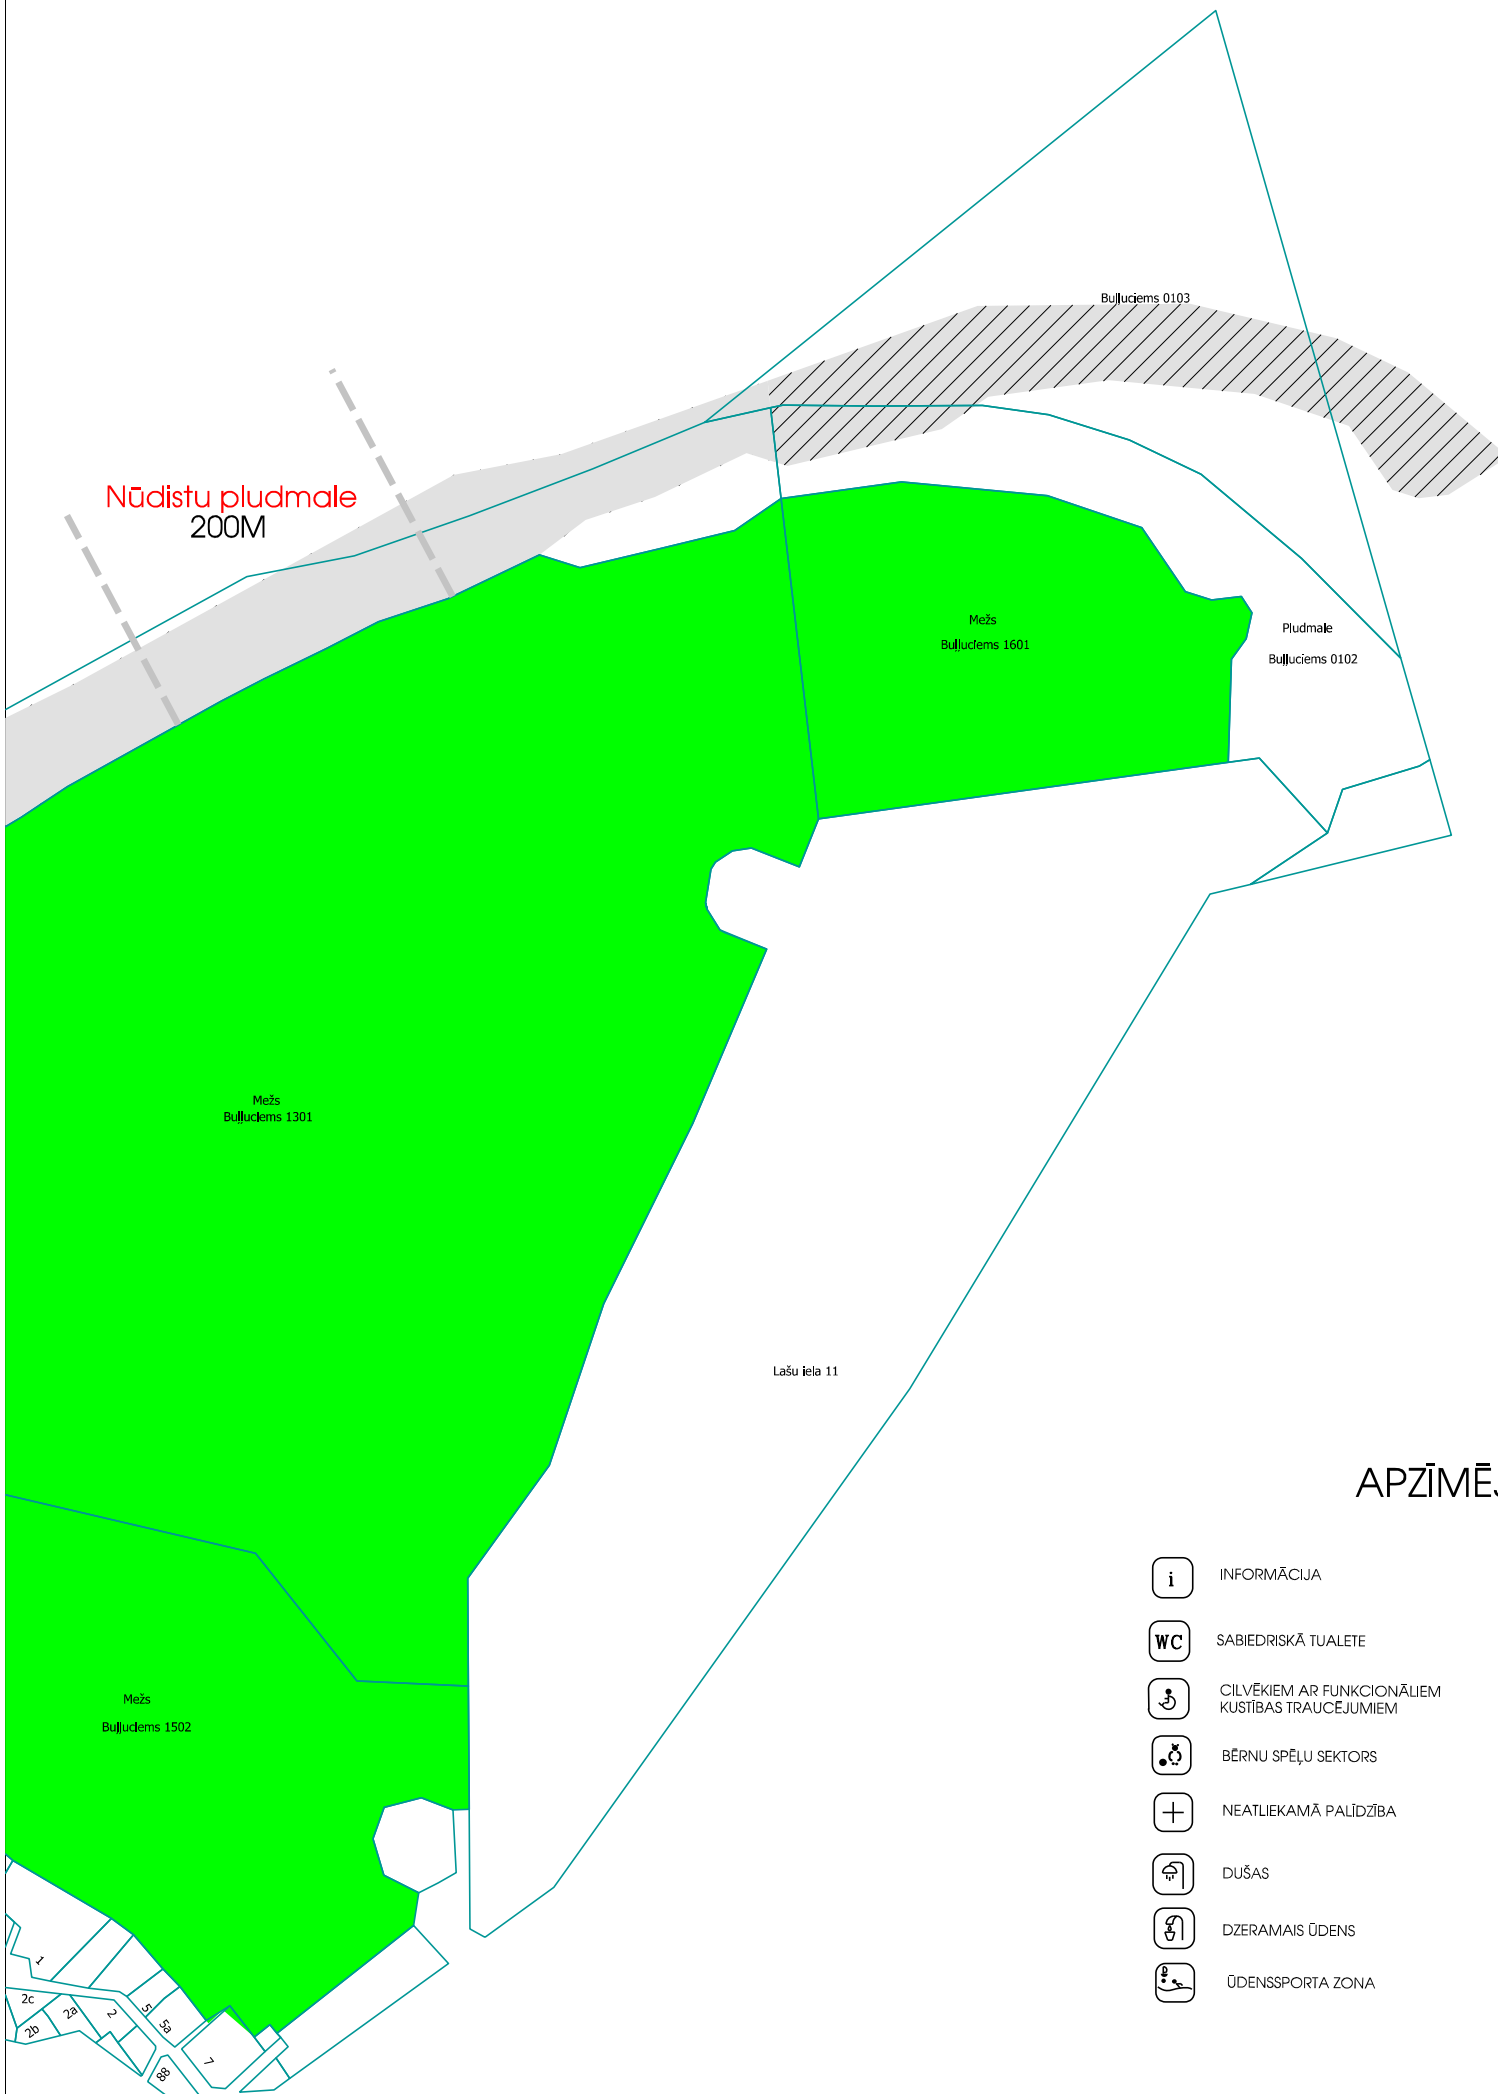 Buļļuciems 0103
Nūdistu pludmale
200M
Mežs
Buļļuciems 1601
Pludmale
Buļļuciems 0102
Mežs
Buļļuciems 1301
Lašu iela 11
APZĪMĒJ
i INFORMĀCIJA
WC SABIEDRISKĀ TUALETE
CILVĒKIEM AR FUNKCIONĀLIEM
KUSTĪBAS TRAUCĒJUMIEM
Mežs
Buļļuciems 1502
BĒRNU SPĒĻU SEKTORS
NEATLIEKAMĀ PALĪDZĪBA
DUŠAS
DZERAMAIS ŪDENS
ŪDENSSPORTA ZONA
1
2c
2a
2
5
5a
2b
7
88